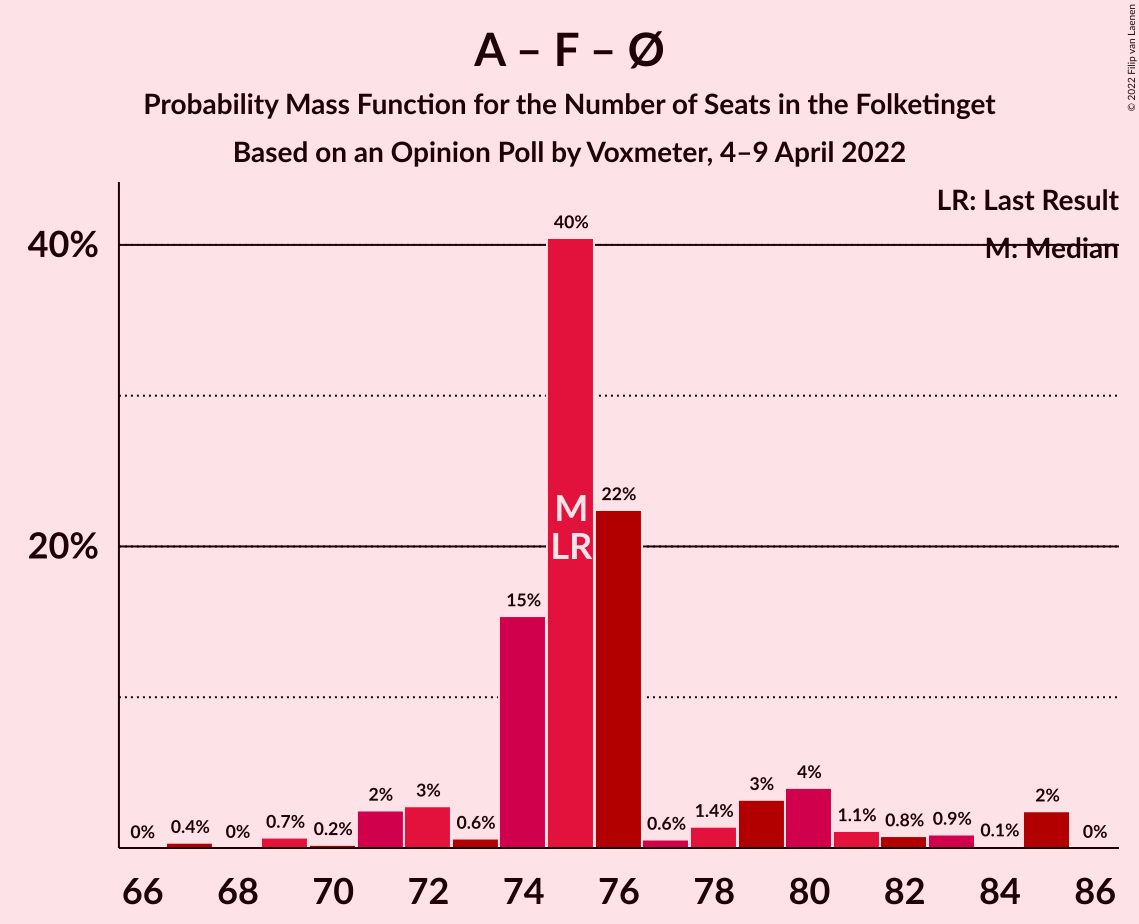 A – F – Ø
Probability Mass Function for the Number of Seats in the Folketinget
Based on an Opinion Poll by Voxmeter, 4–9 April 2022
© 2022 Filip van Laenen
LR: Last Result
M: Median
40%
20%
0%
0.4%
0%
0.7%
0.2%
2%
3%
0.6%
15%
40%
22%
0.6%
1.4%
3%
4%
1.1%
0.8%
0.9%
0.1%
2%
0%
M
LR
66 68 70 72 74 76 78 80 82 84 86